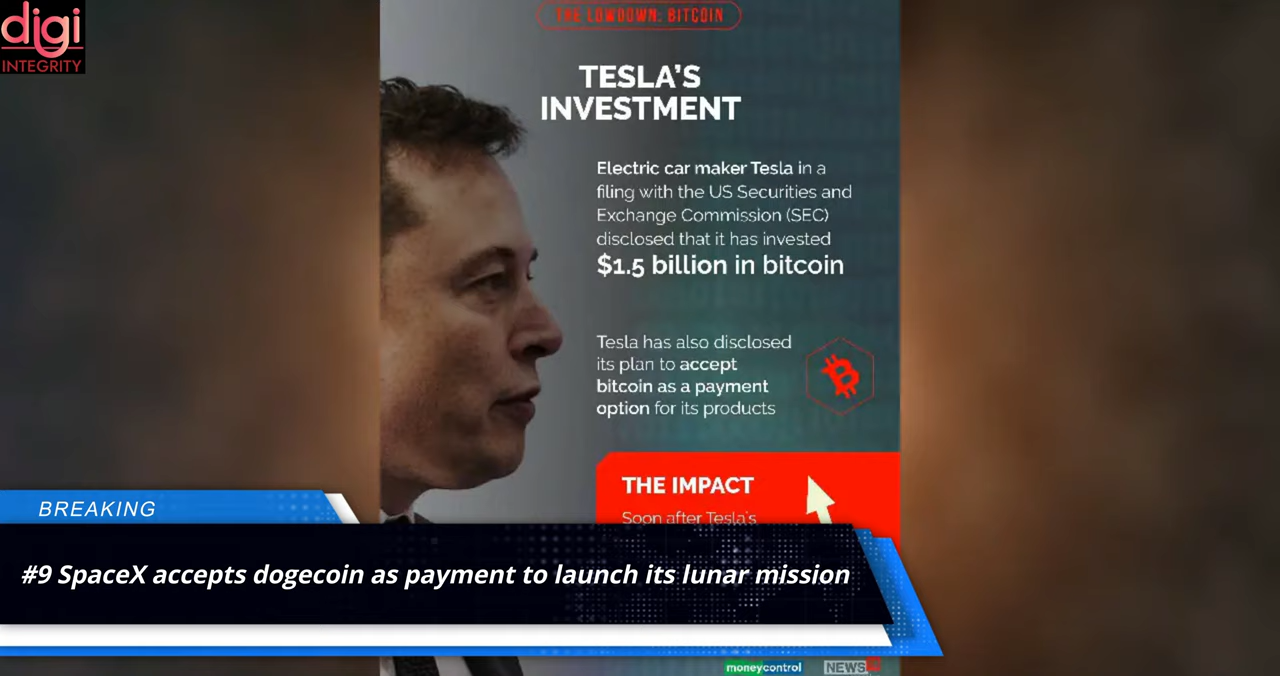 digi
INTEGRITY
THE LOWDOWN: BITCOIN
TESLA'S
INVESTMENT
Electric car maker Tesla in a
filing with the US Securities and
Exchange Commission (SEC)
disclosed that it has invested
$1.5 billion in bitcoin
Tesla has also disclosed
its plan to accept
bitcoin as a payment
option for its products
THE IMPACT
Soon after Tesla's
BREAKING
#9 SpaceX accepts dogecoin as payment to launch its lunar mission
moneycontrol
NEWS